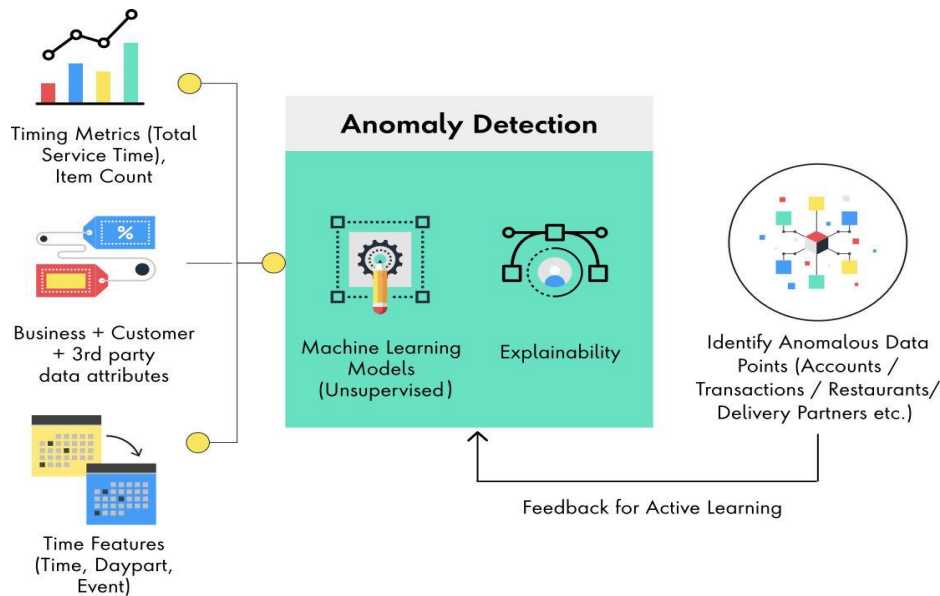 Timing Metrics (Total
Service Time),
Item Count
%
Business + Customer
+ 3rd party
data attributes
Time Features
(Time, Daypart,
Event)
Anomaly Detection
Machine Learning
Models
(Unsupervised)
Explainability
Identify Anomalous Data
Points (Accounts /
Transactions / Restaurants/
Delivery Partners etc.)
Feedback for Active Learning